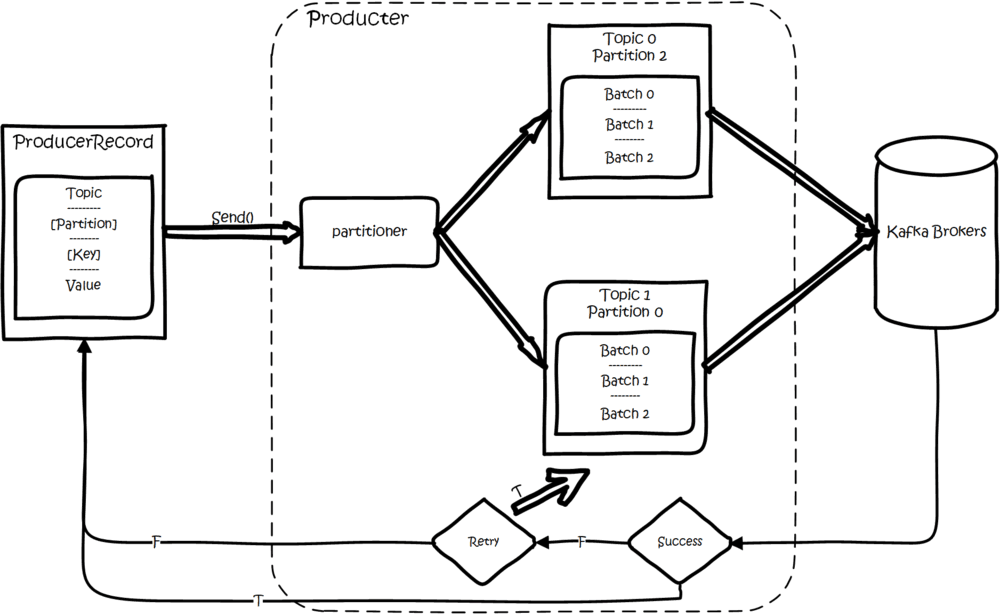 Producter
ProducerRecord
Topic
---------
[Partition]
--------
[Key]
--------
Value
Send()
partitioner
Topic 0
Partition 2
Batch 0
---------
Batch 1
--------
Batch 2
Topic 1
Partition 0
Batch 0
---------
Batch 1
--------
Batch 2
Kafka Brokers
T
Retry
F
Success
F
T